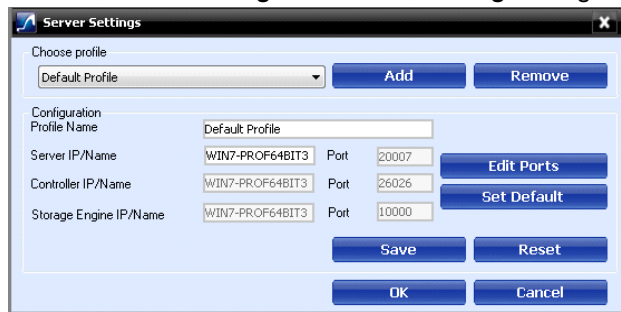 Server Settings x
Choose profile
Default Profile Add Remove
Configuration
Profile Name Default Profile
Server IP/Name WIN7-PROF64BIT3 Port 20007
Edit Ports
Controller IP/Name WIN7-PROF64BIT3 Port 26026
Set Default
Storage Engine IP/Name WIN7-PROF64BIT3 Port 10000
Save Reset
OK Cancel